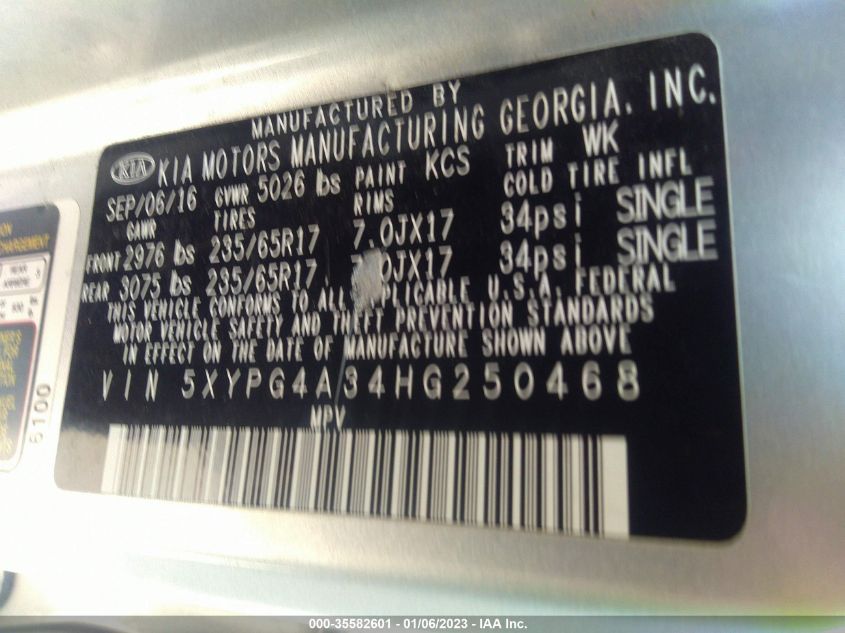 MANUFACTURED BY
KIA KIA MOTORS MANUFACTURING GEORGIA, INC.
SEP/06/16 GVWR 5026 lbs PAINT KCS TRIM WK
GAWR TIRES RIMS COLD TIRE INFL
FRONT 2976 lbs 235/65R17 7.0JX17 34psi SINGLE
REAR 3075 lbs 235/65R17 7.0JX17 34psi SINGLE
THIS VEHICLE CONFORMS TO ALL APPLICABLE U.S.A. FEDERAL
MOTOR VEHICLE SAFETY AND THEFT PREVENTION STANDARDS
IN EFFECT ON THE DATE OF MANUFACTURE SHOWN ABOVE
VIN 5XYPG4A34HG250468
MPV
6100
000-35582601 - 01/06/2023 - IAA Inc.